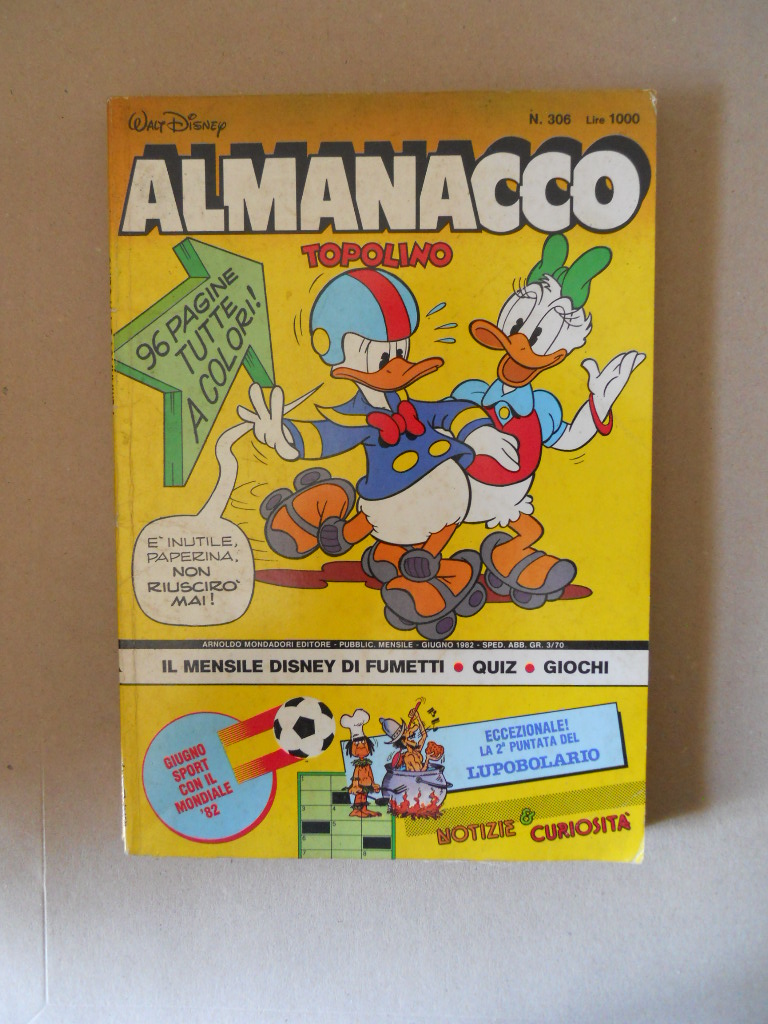 WALT DISNEY
N. 306 Lire 1000
ALMANACCO
TOPOLINO
96 PAGINE
TUTTE
A COLORI!
E' INUTILE,
PAPERINA,
NON
RIUSCIRO'
MAI!
ARNOLDO MONDADORI EDITORE - PUBBLIC. MENSILE - GIUGNO 1982 - SPED. ABB. GR. 3/70
IL MENSILE DISNEY DI FUMETTI • QUIZ • GIOCHI
GIUGNO
SPORT
CON IL
MONDIALE
'82
ECCEZIONALE!
LA 2ª PUNTATA DEL
LUPOBOLARIO
NOTIZIE & CURIOSITÀ